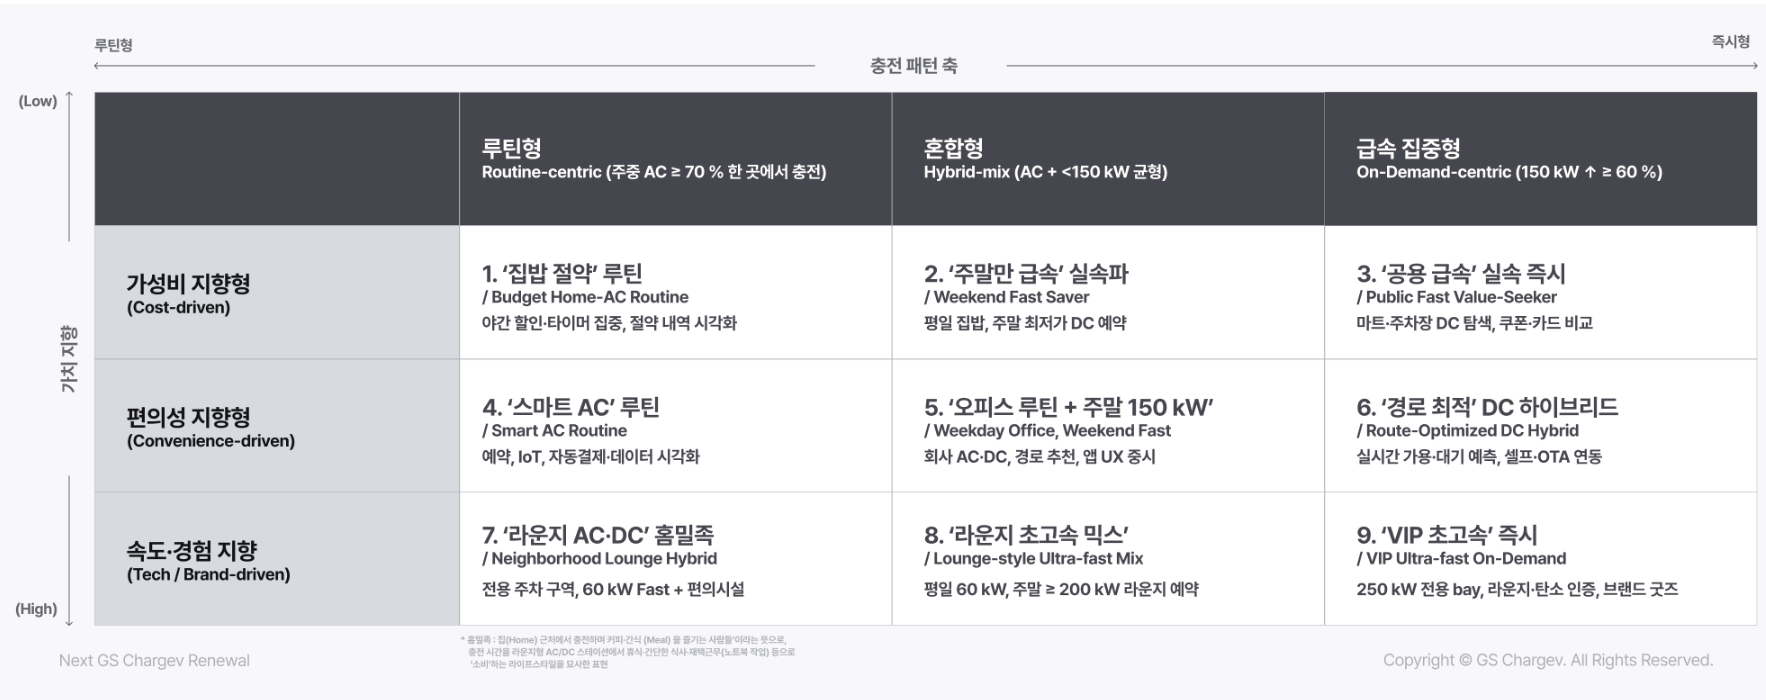 루틴형
즉시형
충전 패턴 축
(Low)
가치 지향
(High)
루틴형
Routine-centric (주중 AC ≥ 70 % 한 곳에서 충전)
혼합형
Hybrid-mix (AC + <150 kW 균형)
급속 집중형
On-Demand-centric (150 kW ↑ ≥ 60 %)
가성비 지향형
(Cost-driven)
1. ‘집밥 절약’ 루틴
/ Budget Home-AC Routine
야간 할인·타이머 집중, 절약 내역 시각화
2. ‘주말만 급속’ 실속파
/ Weekend Fast Saver
평일 집밥, 주말 최저가 DC 예약
3. ‘공용 급속’ 실속 즉시
/ Public Fast Value-Seeker
마트·주차장 DC 탐색, 쿠폰·카드 비교
편의성 지향형
(Convenience-driven)
4. ‘스마트 AC’ 루틴
/ Smart AC Routine
예약, IoT, 자동결제·데이터 시각화
5. ‘오피스 루틴 + 주말 150 kW’
/ Weekday Office, Weekend Fast
회사 AC·DC, 경로 추천, 앱 UX 중시
6. ‘경로 최적’ DC 하이브리드
/ Route-Optimized DC Hybrid
실시간 가용·대기 예측, 셀프·OTA 연동
속도·경험 지향
(Tech / Brand-driven)
7. ‘라운지 AC·DC’ 홈밀족
/ Neighborhood Lounge Hybrid
전용 주차 구역, 60 kW Fast + 편의시설
8. ‘라운지 초고속 믹스’
/ Lounge-style Ultra-fast Mix
평일 60 kW, 주말 ≥ 200 kW 라운지 예약
9. ‘VIP 초고속’ 즉시
/ VIP Ultra-fast On-Demand
250 kW 전용 bay, 라운지·탄소 인증, 브랜드 굿즈
* 홈밀족 : 집(Home) 근처에서 충전하며 커피·간식 (Meal) 을 즐기는 사람들’이라는 뜻으로,
충전 시간을 라운지형 AC/DC 스테이션에서 휴식·간단한 식사·재택근무(노트북 작업) 등으로
‘소비’하는 라이프스타일을 묘사한 표현
Next GS Chargev Renewal
Copyright © GS Chargev. All Rights Reserved.